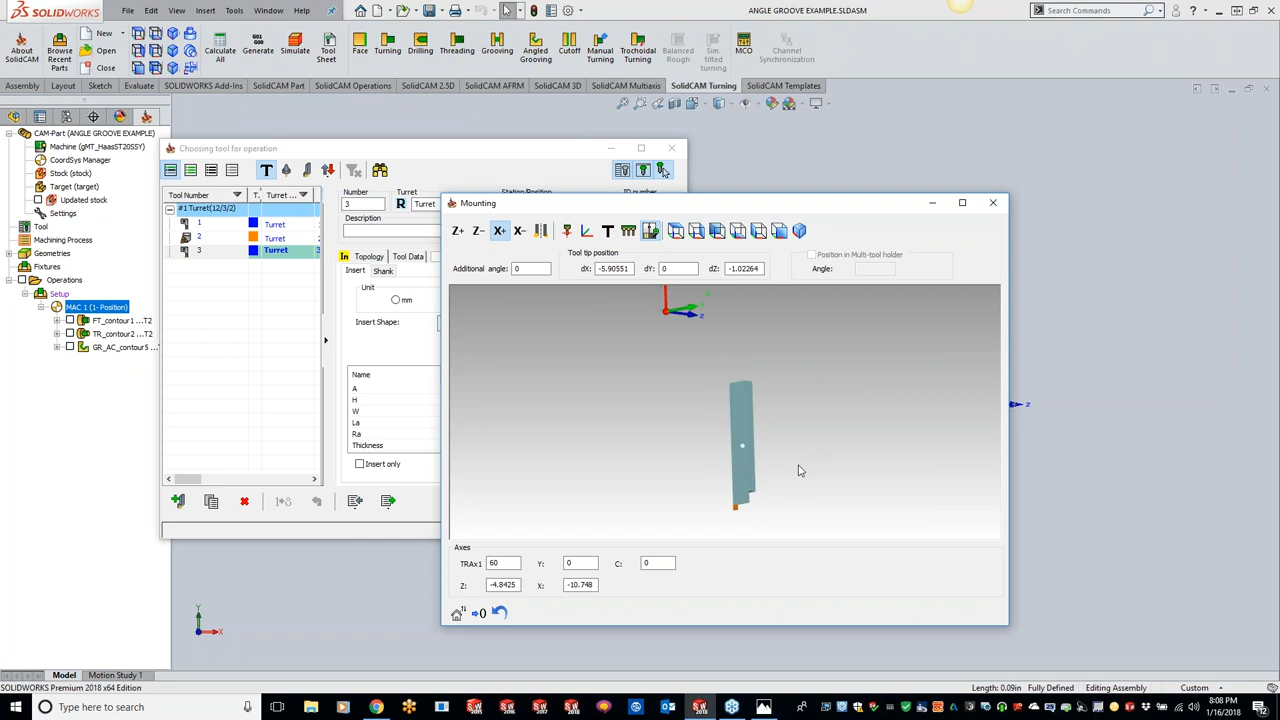 SOLIDWORKS
File Edit View Insert Tools Window Help
ANGLE GROOVE EXAMPLE.SLDASM
Search Commands
About SolidCAM
Browse Recent Parts
New
Open
Close
Calculate All
G01 G00
Generate
Simulate
Tool Sheet
Face
Turning
Drilling
Threading
Grooving
Angled Grooving
Cutoff
Manual Turning
Trochoidal Turning
Balanced Rough
Sim. tilted turning
MCO
Channel Synchronization
Assembly Layout Sketch Evaluate SOLIDWORKS Add-Ins SolidCAM Part SolidCAM Operations SolidCAM 2.5D SolidCAM AFRM SolidCAM 3D SolidCAM Multiaxis SolidCAM Turning SolidCAM Templates
CAM-Part (ANGLE GROOVE EXAMPLE)
Machine (gMT_HaasST20SSY)
CoordSys Manager
Stock (stock)
Target (target)
Updated stock
Settings
Tool
Machining Process
Geometries
Fixtures
Operations
Setup
MAC 1 (1- Position)
FT_contour1 ...T2
TR_contour2 ...T2
GR_AC_contour5 ...T
Choosing tool for operation
Tool Number T. Turret ...
#1 Turret(12/3/2)
1 Turret
2 Turret
3 Turret
Number Turret Station/Position ID number
3 R Turret
Description
In Topology Tool Data
Insert Shank
Unit
mm
Insert Shape:
Name
A
H
W
La
Ra
Thickness
Insert only
Mounting
Z+ Z- X+ X-
Tool tip position
Additional angle: 0 dX: -5.90551 dY: 0 dZ: -1.02264
Position in Multi-tool holder
Angle:
z
z
Axes
TRAx1 60 Y: 0 C: 0
Z: -4.8425 X: -10.748
Y
X
Model Motion Study 1
SOLIDWORKS Premium 2018 x64 Edition
Length: 0.09in Fully Defined Editing Assembly Custom
Type here to search
8:08 PM
1/16/2018